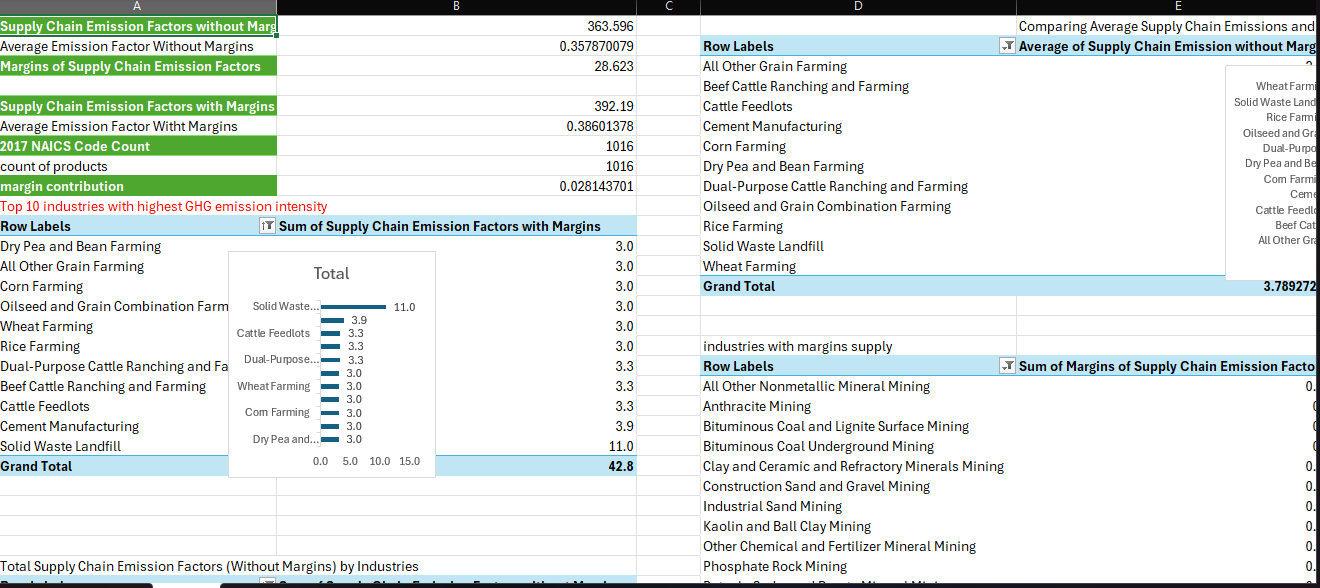 A B C D E
Supply Chain Emission Factors without Marg 363.596
Average Emission Factor Without Margins 0.357870079
Margins of Supply Chain Emission Factors 28.623
Supply Chain Emission Factors with Margins 392.19
Average Emission Factor Witht Margins 0.38601378
2017 NAICS Code Count 1016
count of products 1016
margin contribution 0.028143701
Top 10 industries with highest GHG emission intensity
Row Labels Sum of Supply Chain Emission Factors with Margins
Dry Pea and Bean Farming 3.0
All Other Grain Farming 3.0
Corn Farming 3.0
Oilseed and Grain Combination Farm 3.0
Wheat Farming 3.0
Rice Farming 3.0
Dual-Purpose Cattle Ranching and Fa 3.3
Beef Cattle Ranching and Farming 3.3
Cattle Feedlots 3.3
Cement Manufacturing 3.9
Solid Waste Landfill 11.0
Grand Total 42.8
Total
Solid Waste... 11.0
3.9
Cattle Feedlots 3.3
3.3
Dual-Purpose... 3.3
3.0
Wheat Farming 3.0
3.0
Corn Farming 3.0
3.0
Dry Pea and... 3.0
0.0 5.0 10.0 15.0
Total Supply Chain Emission Factors (Without Margins) by Industries
Comparing Average Supply Chain Emissions and
Row Labels Average of Supply Chain Emission without Marg
All Other Grain Farming
Beef Cattle Ranching and Farming
Cattle Feedlots
Cement Manufacturing
Corn Farming
Dry Pea and Bean Farming
Dual-Purpose Cattle Ranching and Farming
Oilseed and Grain Combination Farming
Rice Farming
Solid Waste Landfill
Wheat Farming
Grand Total 3.789272
Wheat Farmi
Solid Waste Land
Rice Farmi
Oilseed and Gra
Dual-Purpo
Dry Pea and Be
Corn Farmi
Ceme
Cattle Feedlo
Beef Cat
All Other Gra
industries with margins supply
Row Labels Sum of Margins of Supply Chain Emission Facto
All Other Nonmetallic Mineral Mining 0.
Anthracite Mining
Bituminous Coal and Lignite Surface Mining
Bituminous Coal Underground Mining
Clay and Ceramic and Refractory Minerals Mining 0.
Construction Sand and Gravel Mining 0.
Industrial Sand Mining 0.
Kaolin and Ball Clay Mining 0.
Other Chemical and Fertilizer Mineral Mining 0.
Phosphate Rock Mining 0.